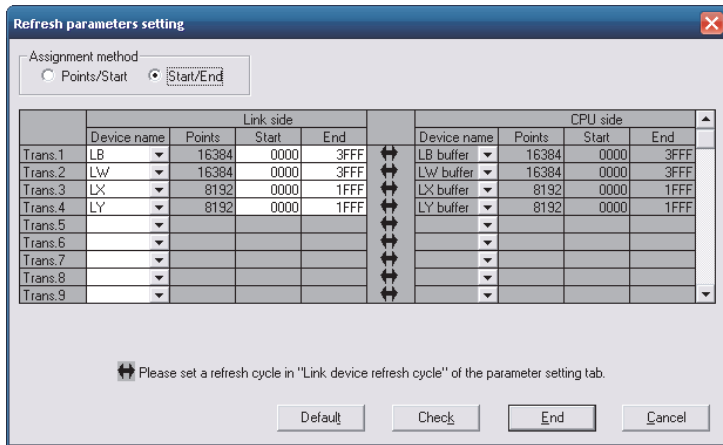 Refresh parameters setting
Assignment method
Points/Start Start/End
Link side CPU side
Device name Points Start End Device name Points Start End
Trans.1 LB 16384 0000 3FFF LB buffer 16384 0000 3FFF
Trans.2 LW 16384 0000 3FFF LW buffer 16384 0000 3FFF
Trans.3 LX 8192 0000 1FFF LX buffer 8192 0000 1FFF
Trans.4 LY 8192 0000 1FFF LY buffer 8192 0000 1FFF
Trans.5
Trans.6
Trans.7
Trans.8
Trans.9
Please set a refresh cycle in "Link device refresh cycle" of the parameter setting tab.
Default Check End Cancel